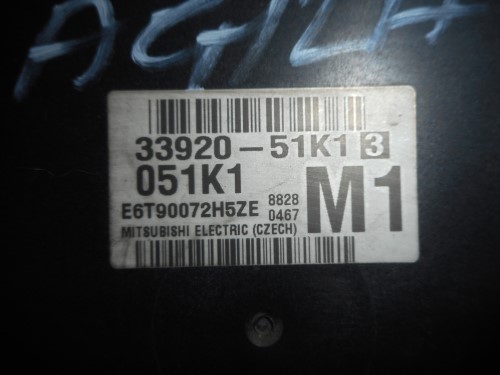 AGILA
33920-51K1 3
051K1
E6T90072H5ZE 8828 0467 M1
MITSUBISHI ELECTRIC (CZECH)